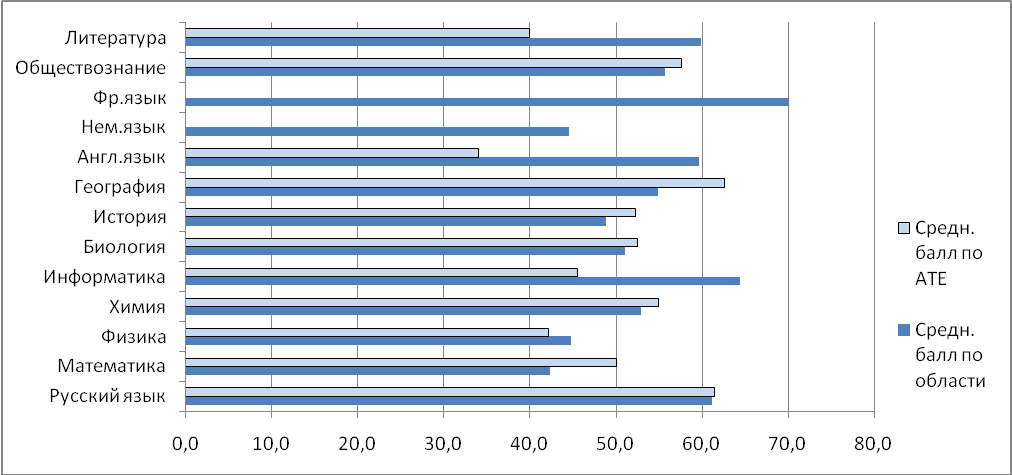 Литература
Обществознание
Фр.язык
Нем.язык
Англ.язык
География
История
Биология
Информатика
Химия
Физика
Математика
Русский язык
0,0 10,0 20,0 30,0 40,0 50,0 60,0 70,0 80,0
Средн.
балл по
АТЕ
Средн.
балл по
области